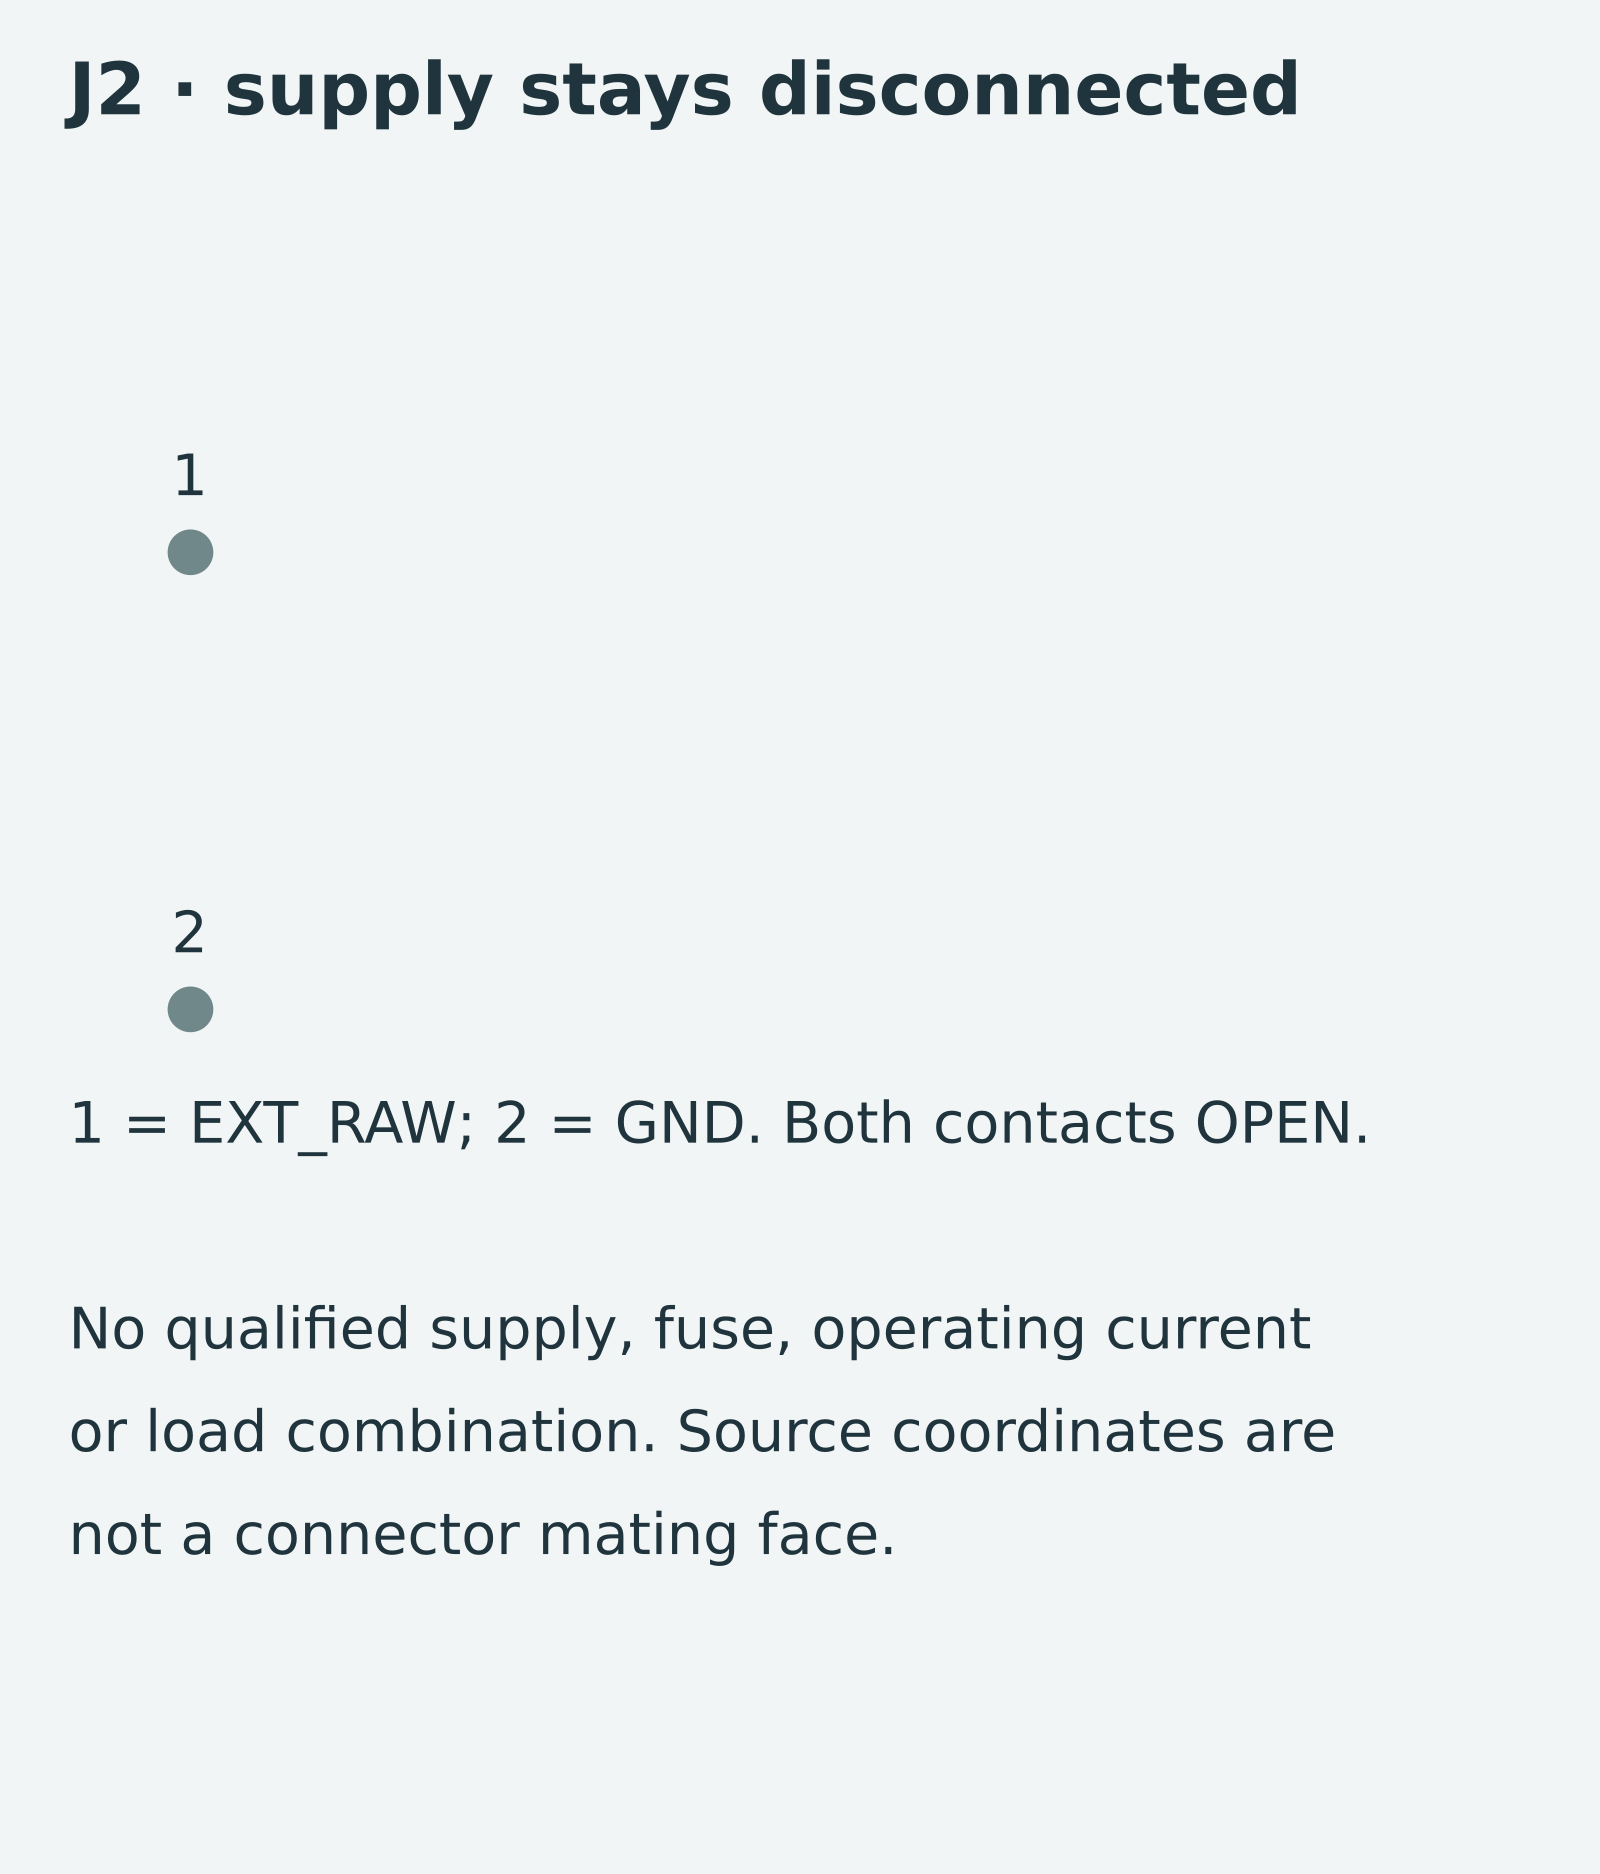 J2 · supply stays disconnected
1
2
1 = EXT_RAW; 2 = GND. Both contacts OPEN.
No qualified supply, fuse, operating current
or load combination. Source coordinates are
not a connector mating face.